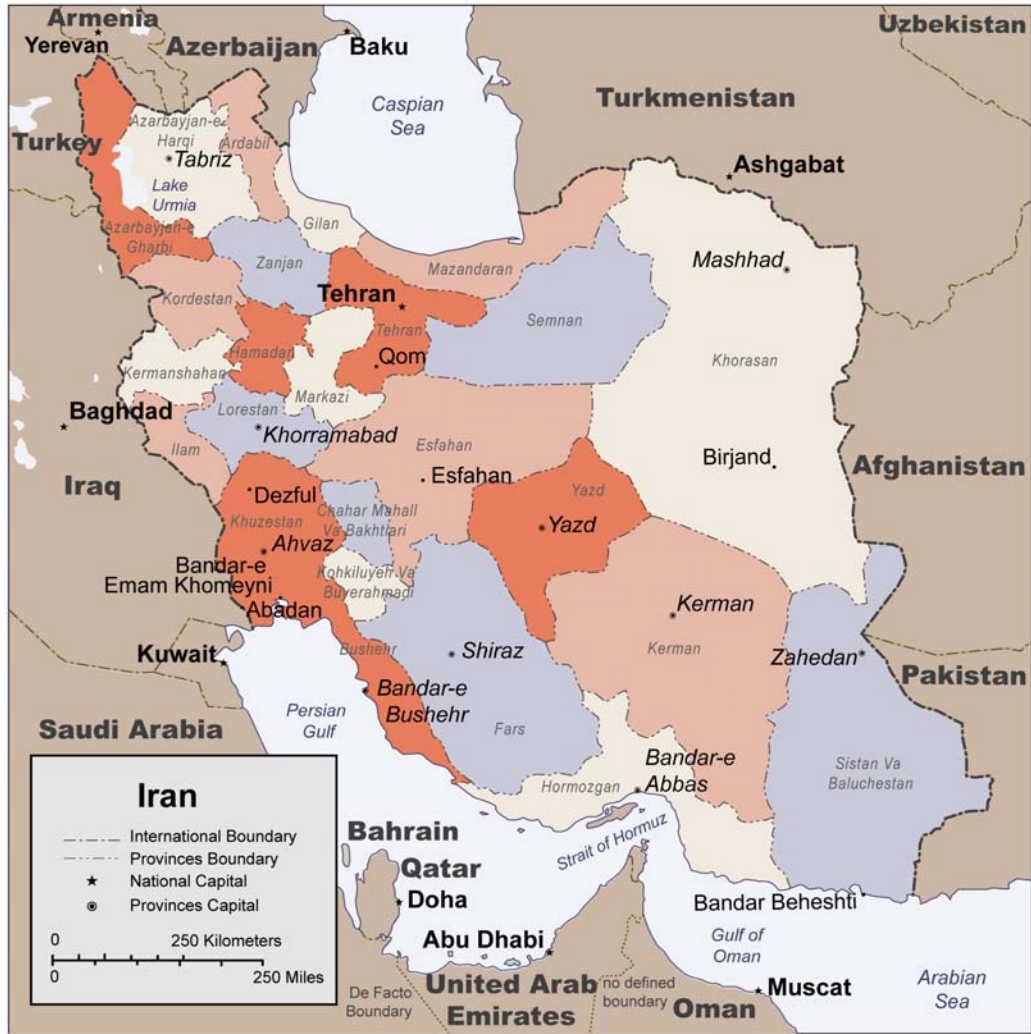 Armenia
Yerevan
Azerbaijan
Baku
Uzbekistan
Caspian
Sea
Turkmenistan
Turkey
Azarbayjan-e
Harqi
Ardabil
Tabriz
Ashgabat
Lake
Urmia
Gilan
Azarbayjan-e
Gharbi
Zanjan
Mazandaran
Mashhad
Kordestan
Tehran
Tehran
Semnan
Hamadan
Qom
Khorasan
Kermanshahan
Markazi
Baghdad
Lorestan
Khorramabad
Ilam
Esfahan
Esfahan
Birjand
Afghanistan
Iraq
Dezful
Chahar Mahall
Va Bakhtiari
Yazd
Yazd
Khuzestan
Ahvaz
Bandar-e
Emam Khomeyni
Kohkiluyeh Va
Buyerahmadi
Abadan
Kerman
Kerman
Kuwait
Bushehr
Shiraz
Zahedan
Pakistan
Bandar-e
Bushehr
Saudi Arabia
Persian
Gulf
Fars
Bandar-e
Abbas
Hormozgan
Sistan Va
Baluchestan
Iran
International Boundary
Provinces Boundary
National Capital
Provinces Capital
0 250 Kilometers
0 250 Miles
Strait of Hormuz
Bahrain
Qatar
Doha
Bandar Beheshti
Abu Dhabi
Gulf of
Oman
United Arab
Emirates
De Facto
Boundary
no defined
boundary
Oman
Muscat
Arabian
Sea